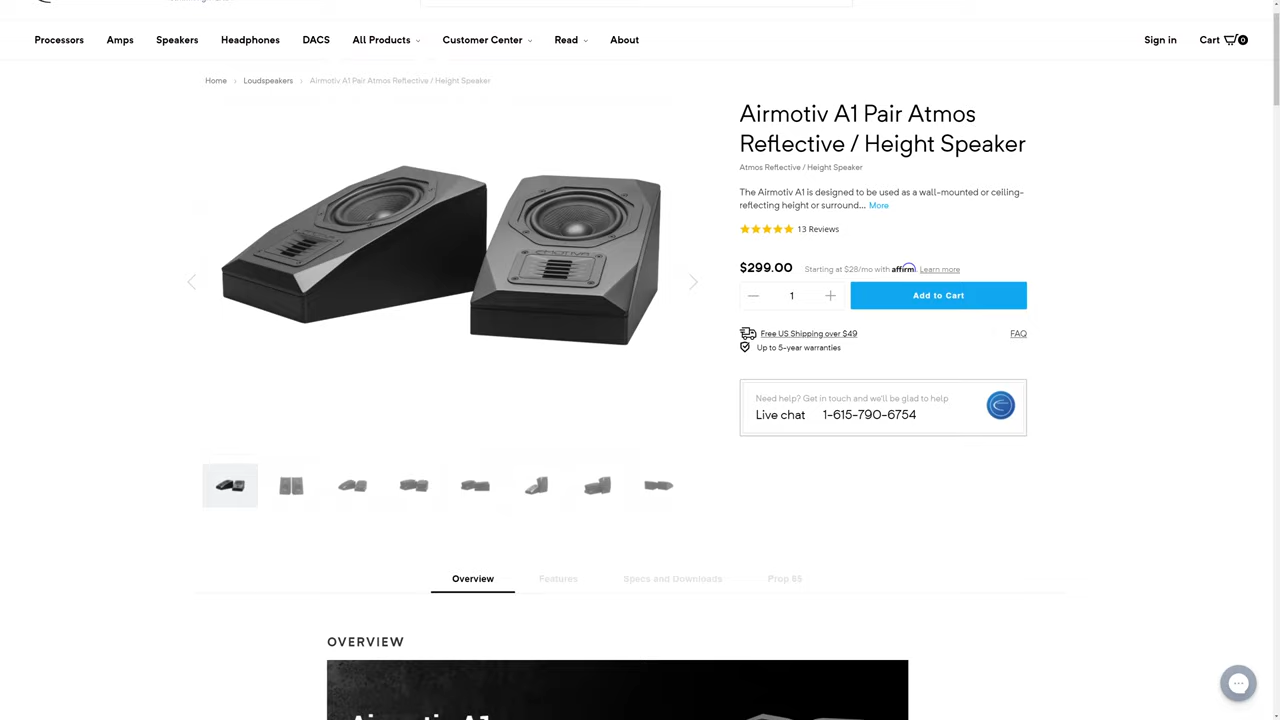 Processors Amps Speakers Headphones DACS All Products Customer Center Read About Sign in Cart 0
Home › Loudspeakers › Airmotiv A1 Pair Atmos Reflective / Height Speaker
Airmotiv A1 Pair Atmos
Reflective / Height Speaker
Atmos Reflective / Height Speaker
The Airmotiv A1 is designed to be used as a wall-mounted or ceiling-
reflecting height or surround... More
13 Reviews
EMOTIVA
$299.00 Starting at $28/mo with affirm. Learn more
1 Add to Cart
Free US Shipping over $49 FAQ
Up to 5-year warranties
Need help? Get in touch and we'll be glad to help
Live chat 1-615-790-6754
Overview Features Specs and Downloads Prop 65
OVERVIEW
Airmotiv A1